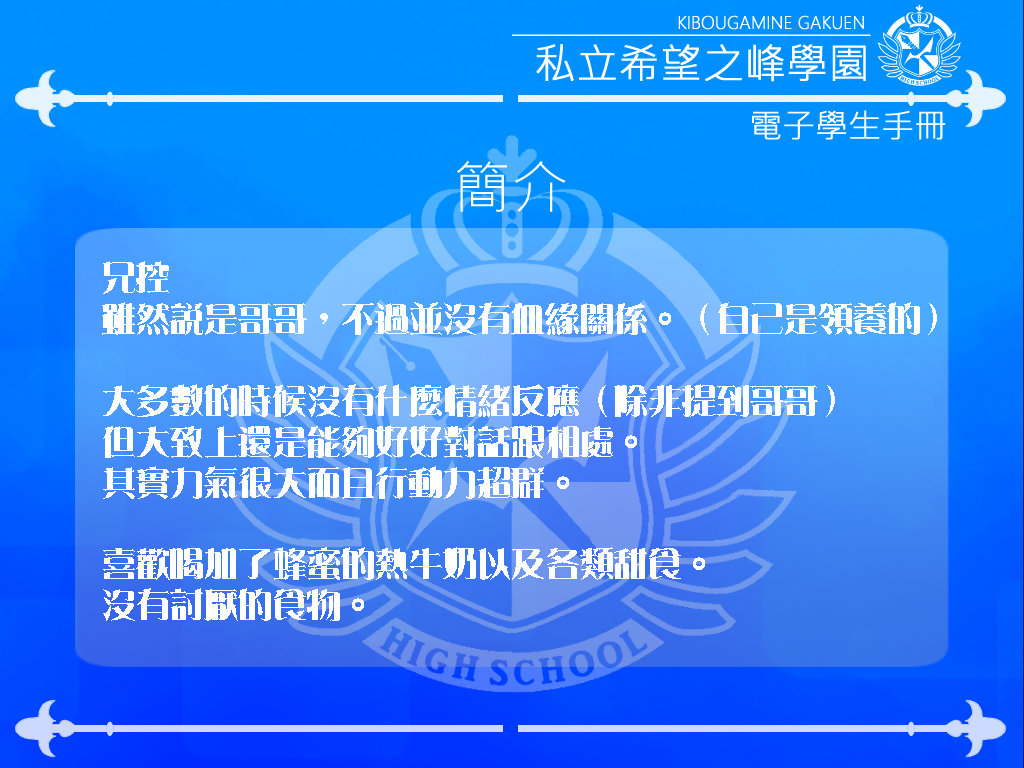 KIBOUGAMINE GAKUEN
私立希望之峰學園
HIGH SCHOOL
電子學生手冊
簡介
兄控
雖然說是哥哥，不過並沒有血緣關係。（自己是領養的）
大多數的時候沒有什麼情緒反應（除非提到哥哥）
但大致上還是能夠好好對話跟相處。
其實力氣很大而且行動力超群。
喜歡喝加了蜂蜜的熱牛奶以及各類甜食。
沒有討厭的食物。
HIGH SCHOOL